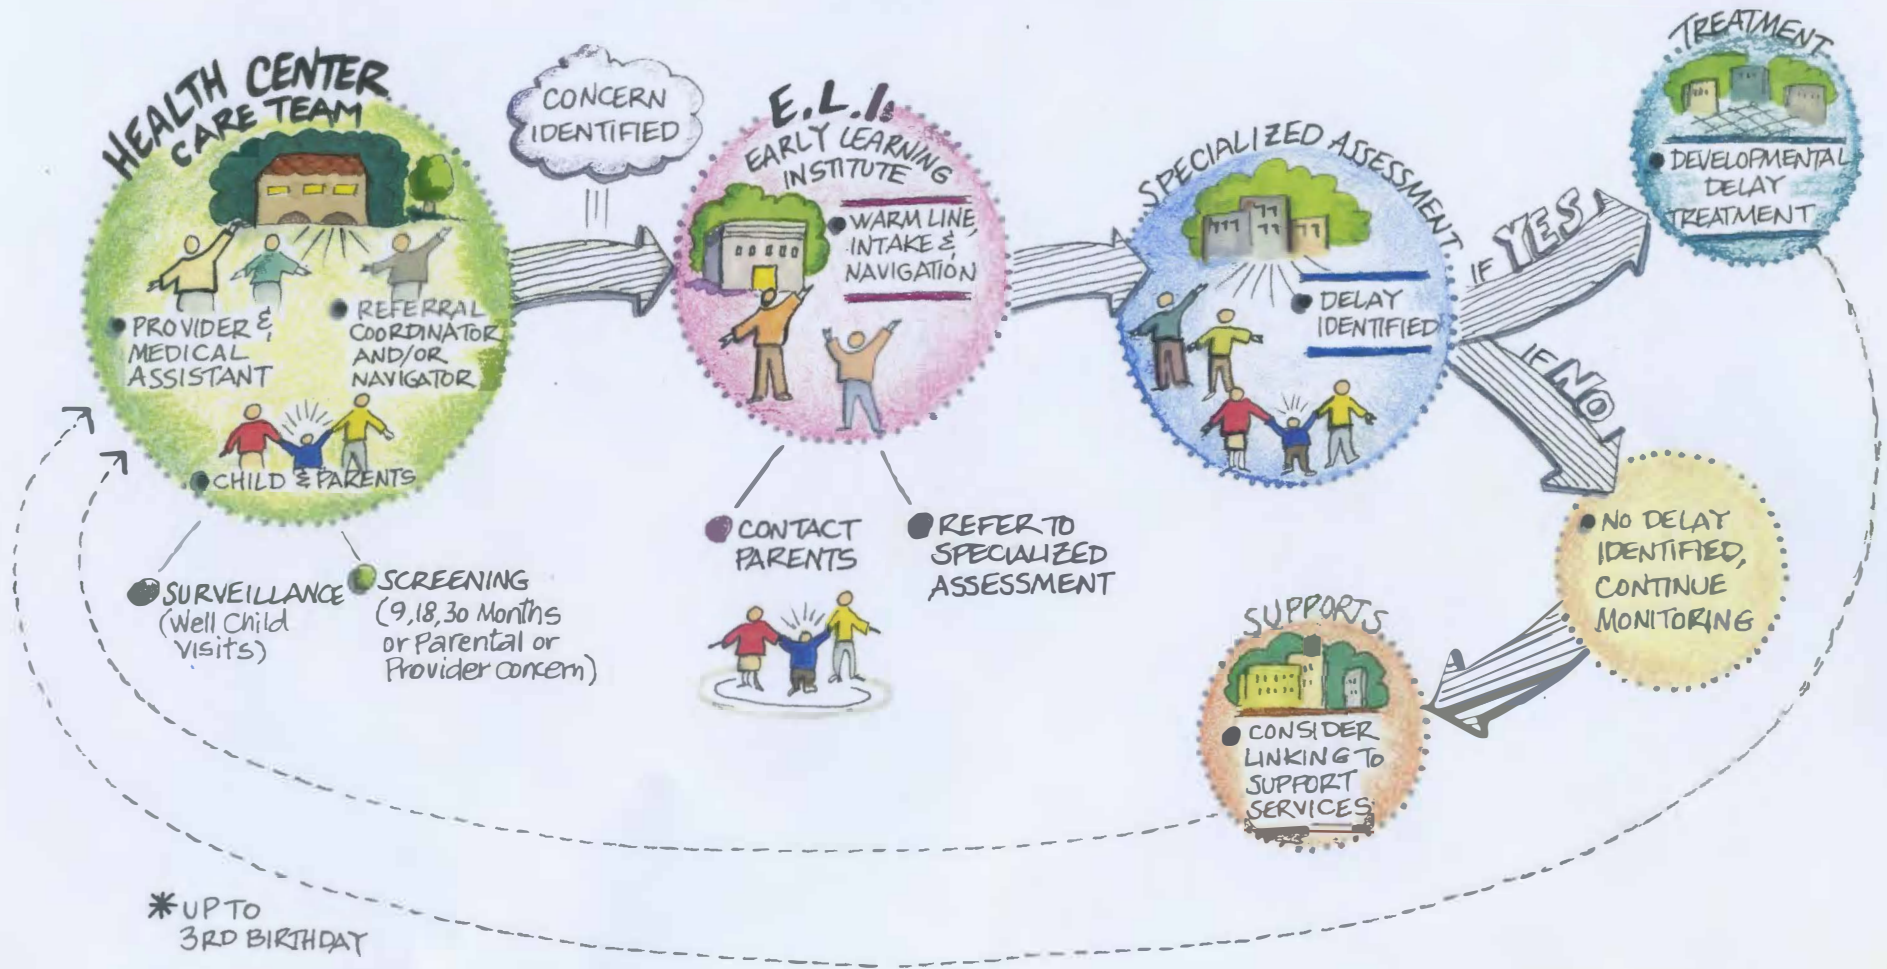 HEALTH CENTER
CARE TEAM
PROVIDER &
MEDICAL
ASSISTANT
REFERRAL
COORDINATOR
AND/OR
NAVIGATOR
CHILD & PARENTS
SURVEILLANCE
(Well Child
Visits)
SCREENING
(9,18,30 Months
or Parental or
Provider concern)
CONCERN
IDENTIFIED
E.L.I.
EARLY LEARNING
INSTITUTE
WARM LINE,
INTAKE &
NAVIGATION
CONTACT
PARENTS
REFER TO
SPECIALIZED
ASSESSMENT
SPECIALIZED ASSESSMENT
DELAY
IDENTIFIED
IF YES
TREATMENT
DEVELOPMENTAL
DELAY
TREATMENT
IF NO
NO DELAY
IDENTIFIED,
CONTINUE
MONITORING
SUPPORTS
CONSIDER
LINKING TO
SUPPORT
SERVICES
* UP TO
3RD BIRTHDAY